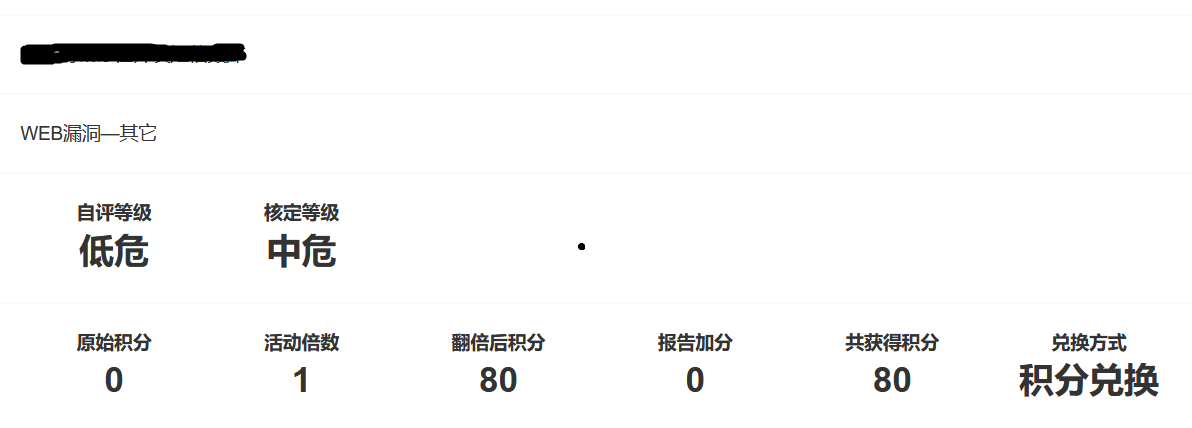 WEB漏洞—其它
自评等级 核定等级
低危 中危
原始积分 活动倍数 翻倍后积分 报告加分 共获得积分 兑换方式
0 1 80 0 80 积分兑换